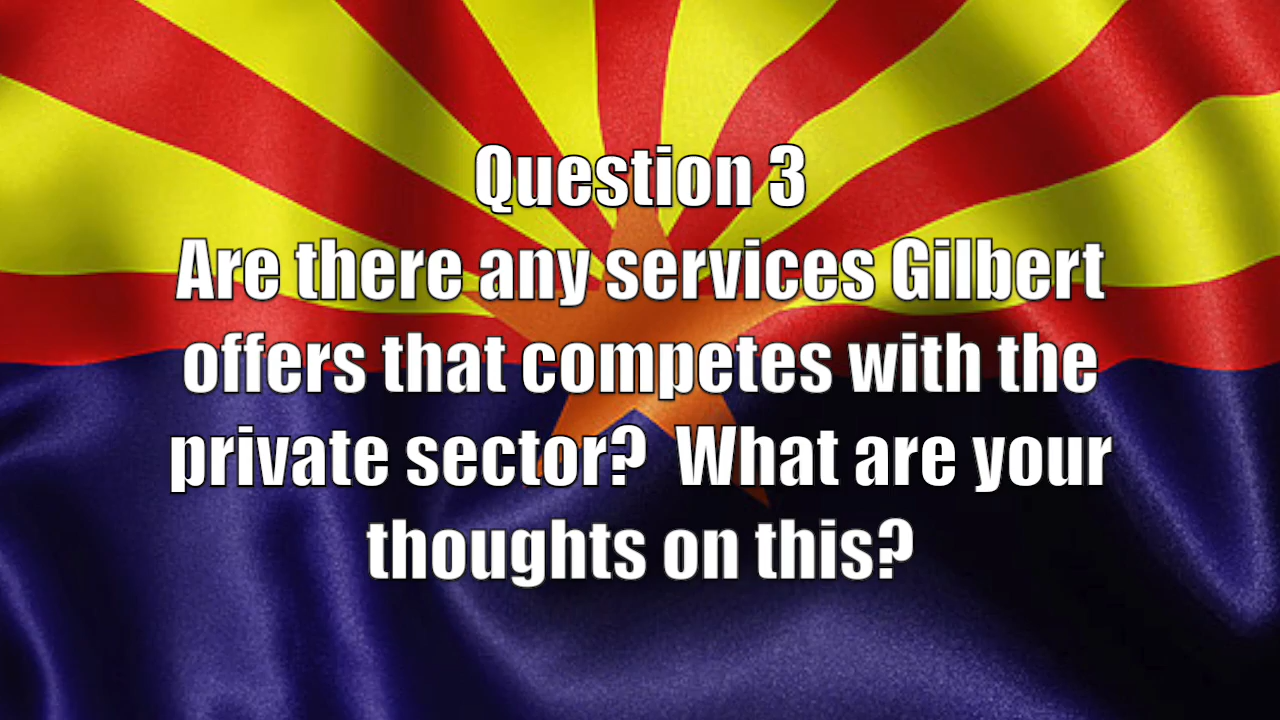 Question 3
Are there any services Gilbert
offers that competes with the
private sector?  What are your
thoughts on this?